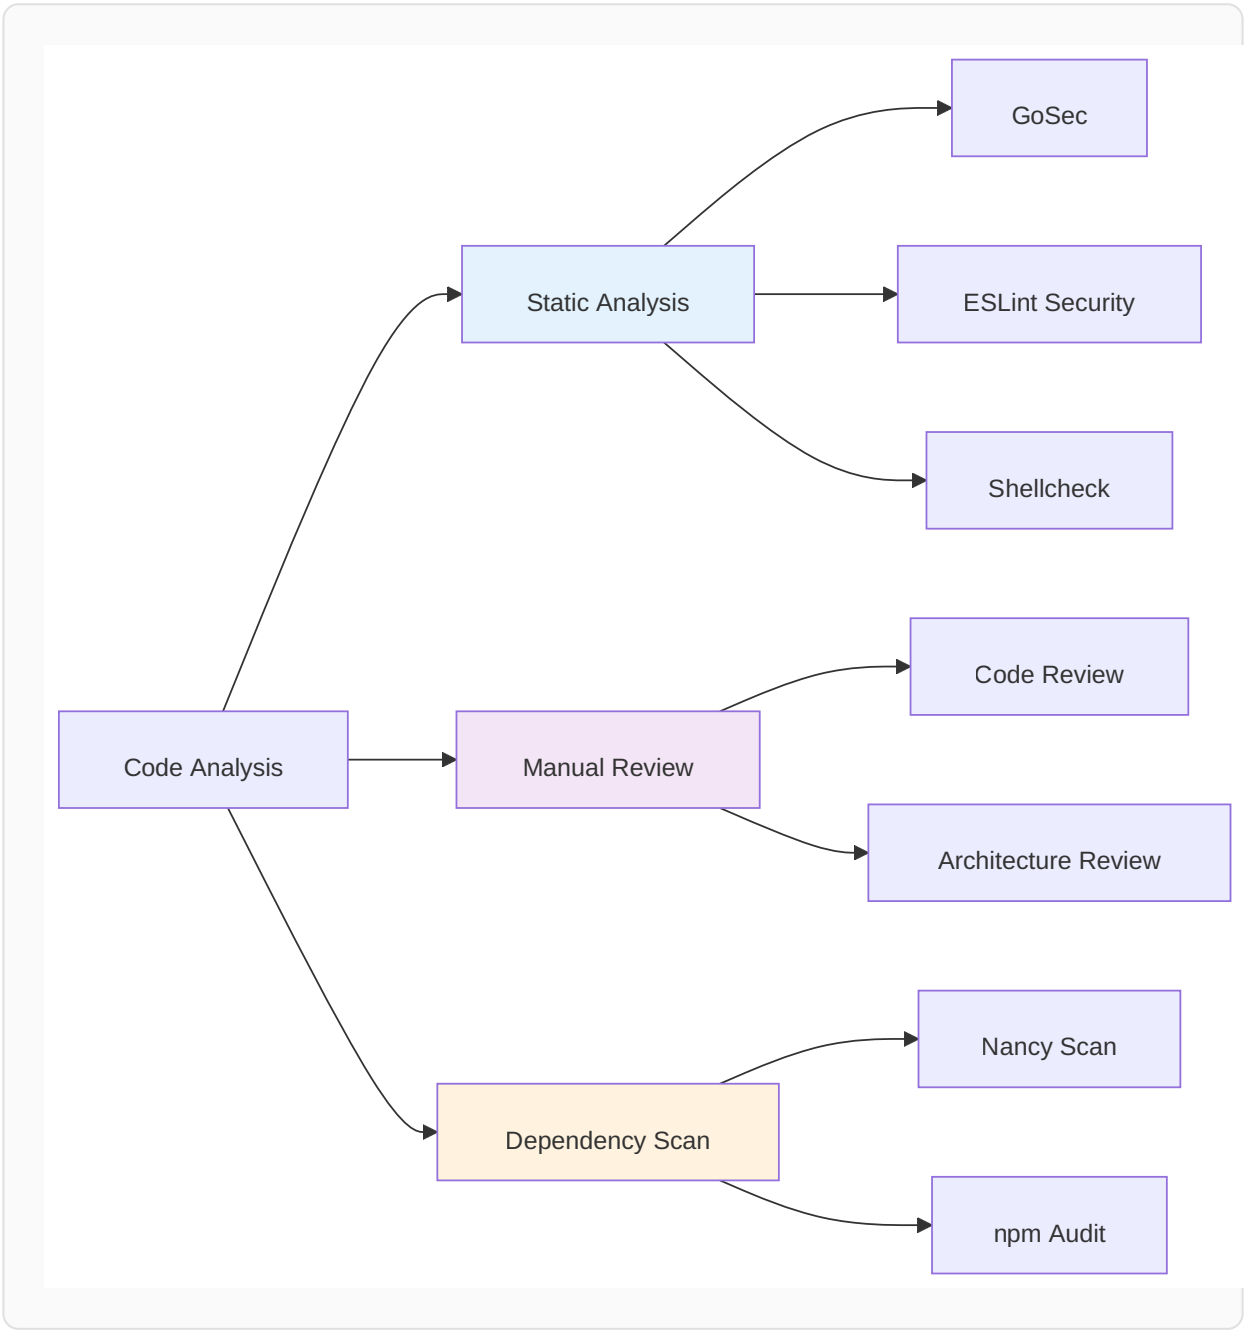 GoSec
Static Analysis
ESLint Security
Shellcheck
Code Review
Code Analysis
Manual Review
Architecture Review
Nancy Scan
Dependency Scan
npm Audit